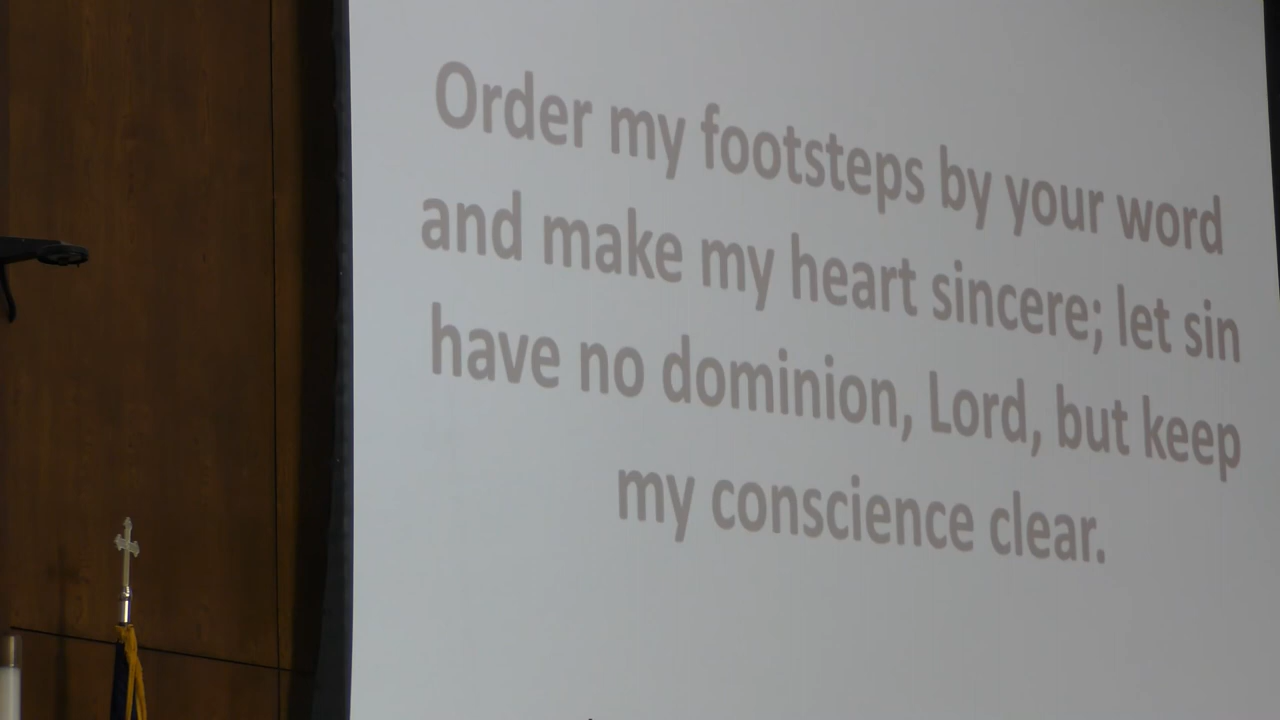 Order my footsteps by your word
and make my heart sincere; let sin
have no dominion, Lord, but keep
my conscience clear.